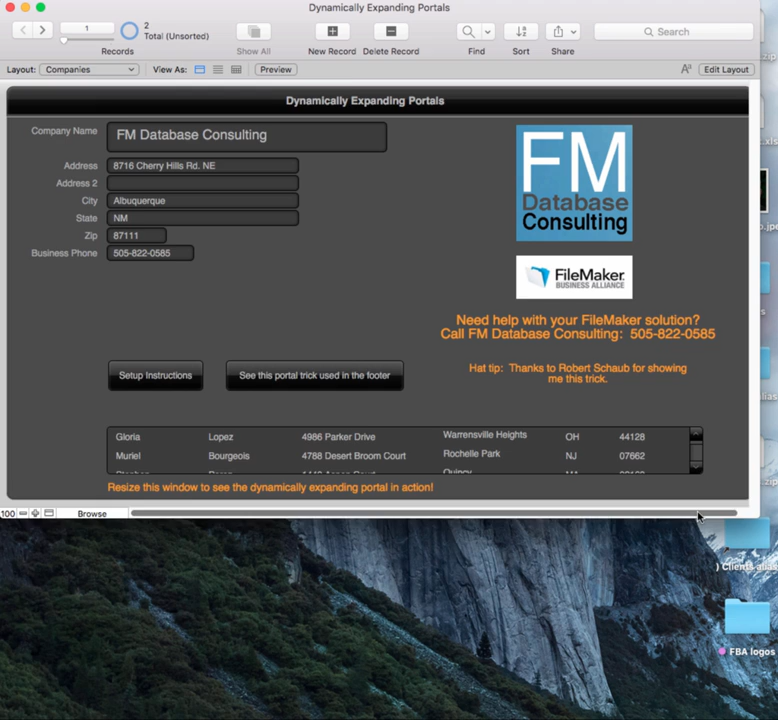 Dynamically Expanding Portals
1
2
Total (Unsorted)
Records
Show All
New Record
Delete Record
Find
Sort
Share
Search
Layout:
Companies
View As:
Preview
Edit Layout
Dynamically Expanding Portals
Company Name
FM Database Consulting
Address
8716 Cherry Hills Rd. NE
Address 2
City
Albuquerque
State
NM
Zip
87111
Business Phone
505-822-0585
FM
Database
Consulting
FileMaker
BUSINESS ALLIANCE
Need help with your FileMaker solution?
Call FM Database Consulting: 505-822-0585
Hat tip: Thanks to Robert Schaub for showing
me this trick.
Setup Instructions
See this portal trick used in the footer
Gloria Lopez 4986 Parker Drive Warrensville Heights OH 44128
Muriel Bourgeois 4788 Desert Broom Court Rochelle Park NJ 07662
Resize this window to see the dynamically expanding portal in action!
100
Browse
.zip
) Clients alias
FBA logos